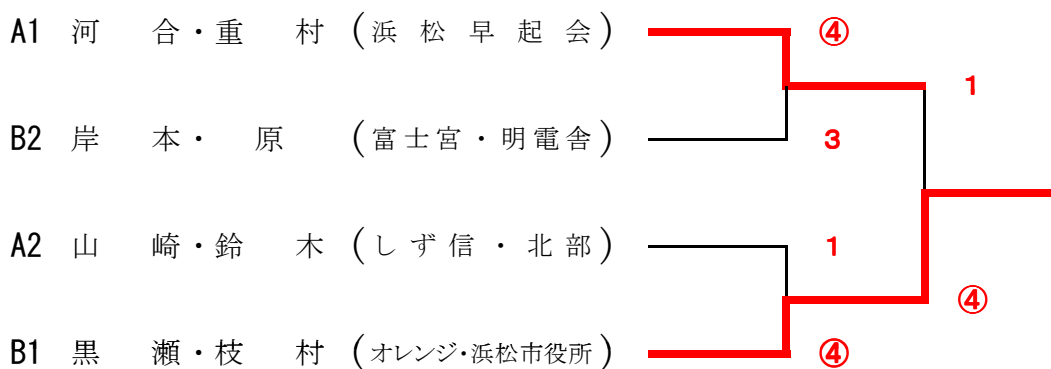 A1 河合・重村(浜松早起会) ④
1
B2 岸本・原(富士宮・明電舎) 3
A2 山崎・鈴木(しず信・北部) 1
④
B1 黒瀬・枝村(オレンジ・浜松市役所) ④